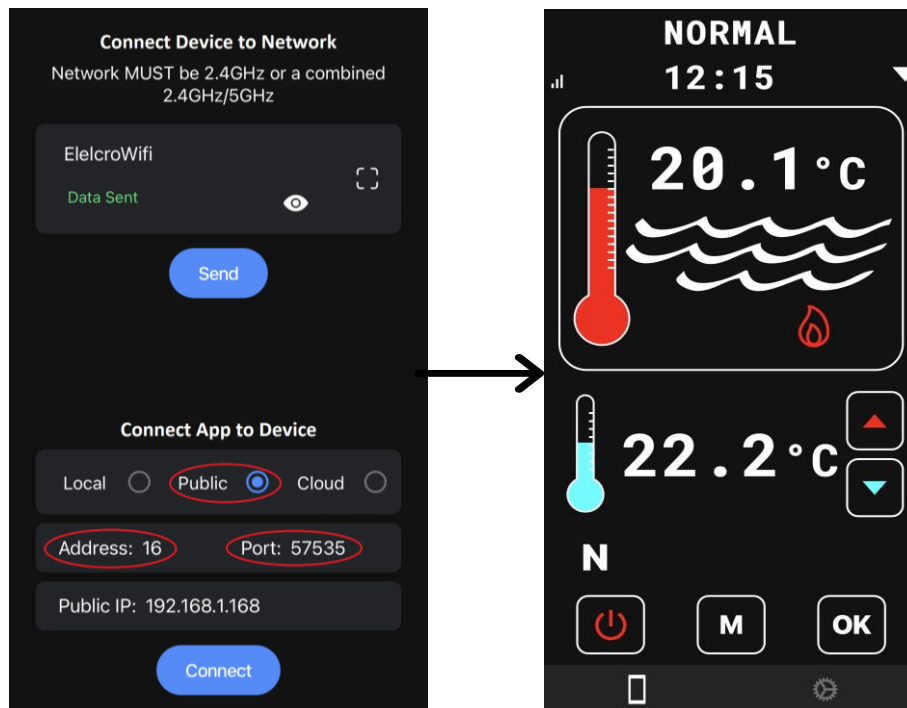 Connect Device to Network
Network MUST be 2.4GHz or a combined
2.4GHz/5GHz
ElelcroWifi
Data Sent
Send
Connect App to Device
Local Public Cloud
Address: 16 Port: 57535
Public IP: 192.168.1.168
Connect
NORMAL
12:15
20.1°C
22.2°C
N
M OK